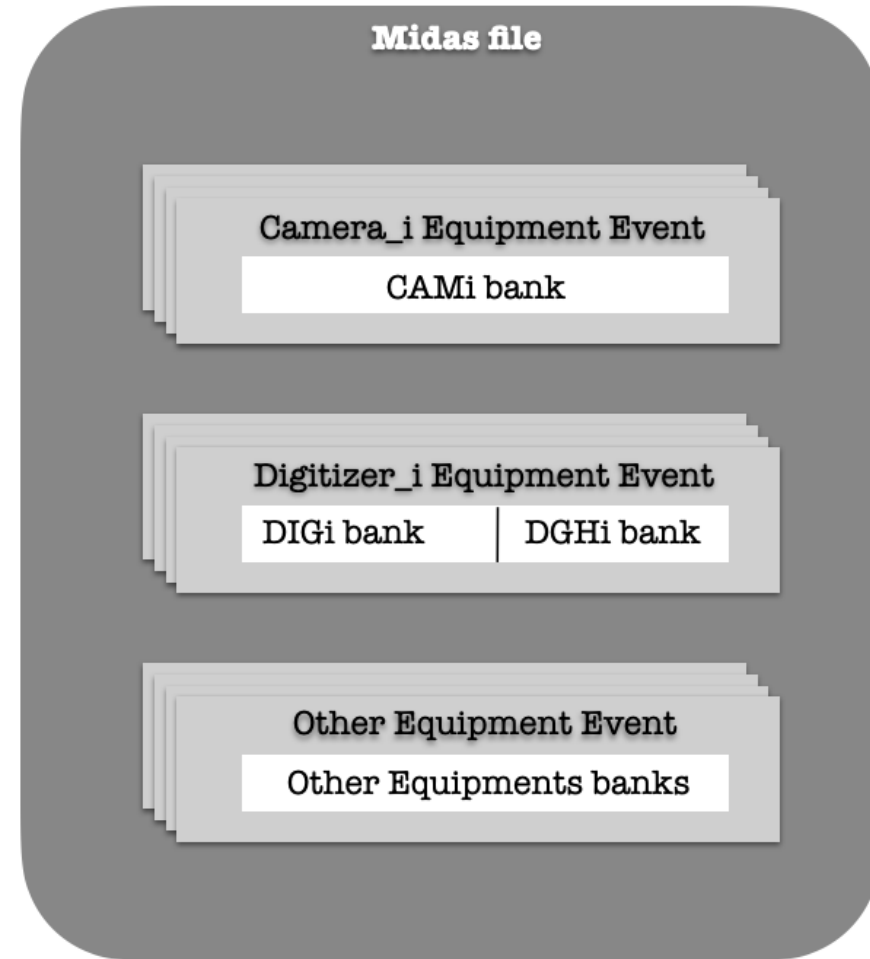 Midas file
Camera_i Equipment Event
CAMi bank
Digitizer_i Equipment Event
DIGi bank DGHi bank
Other Equipment Event
Other Equipments banks